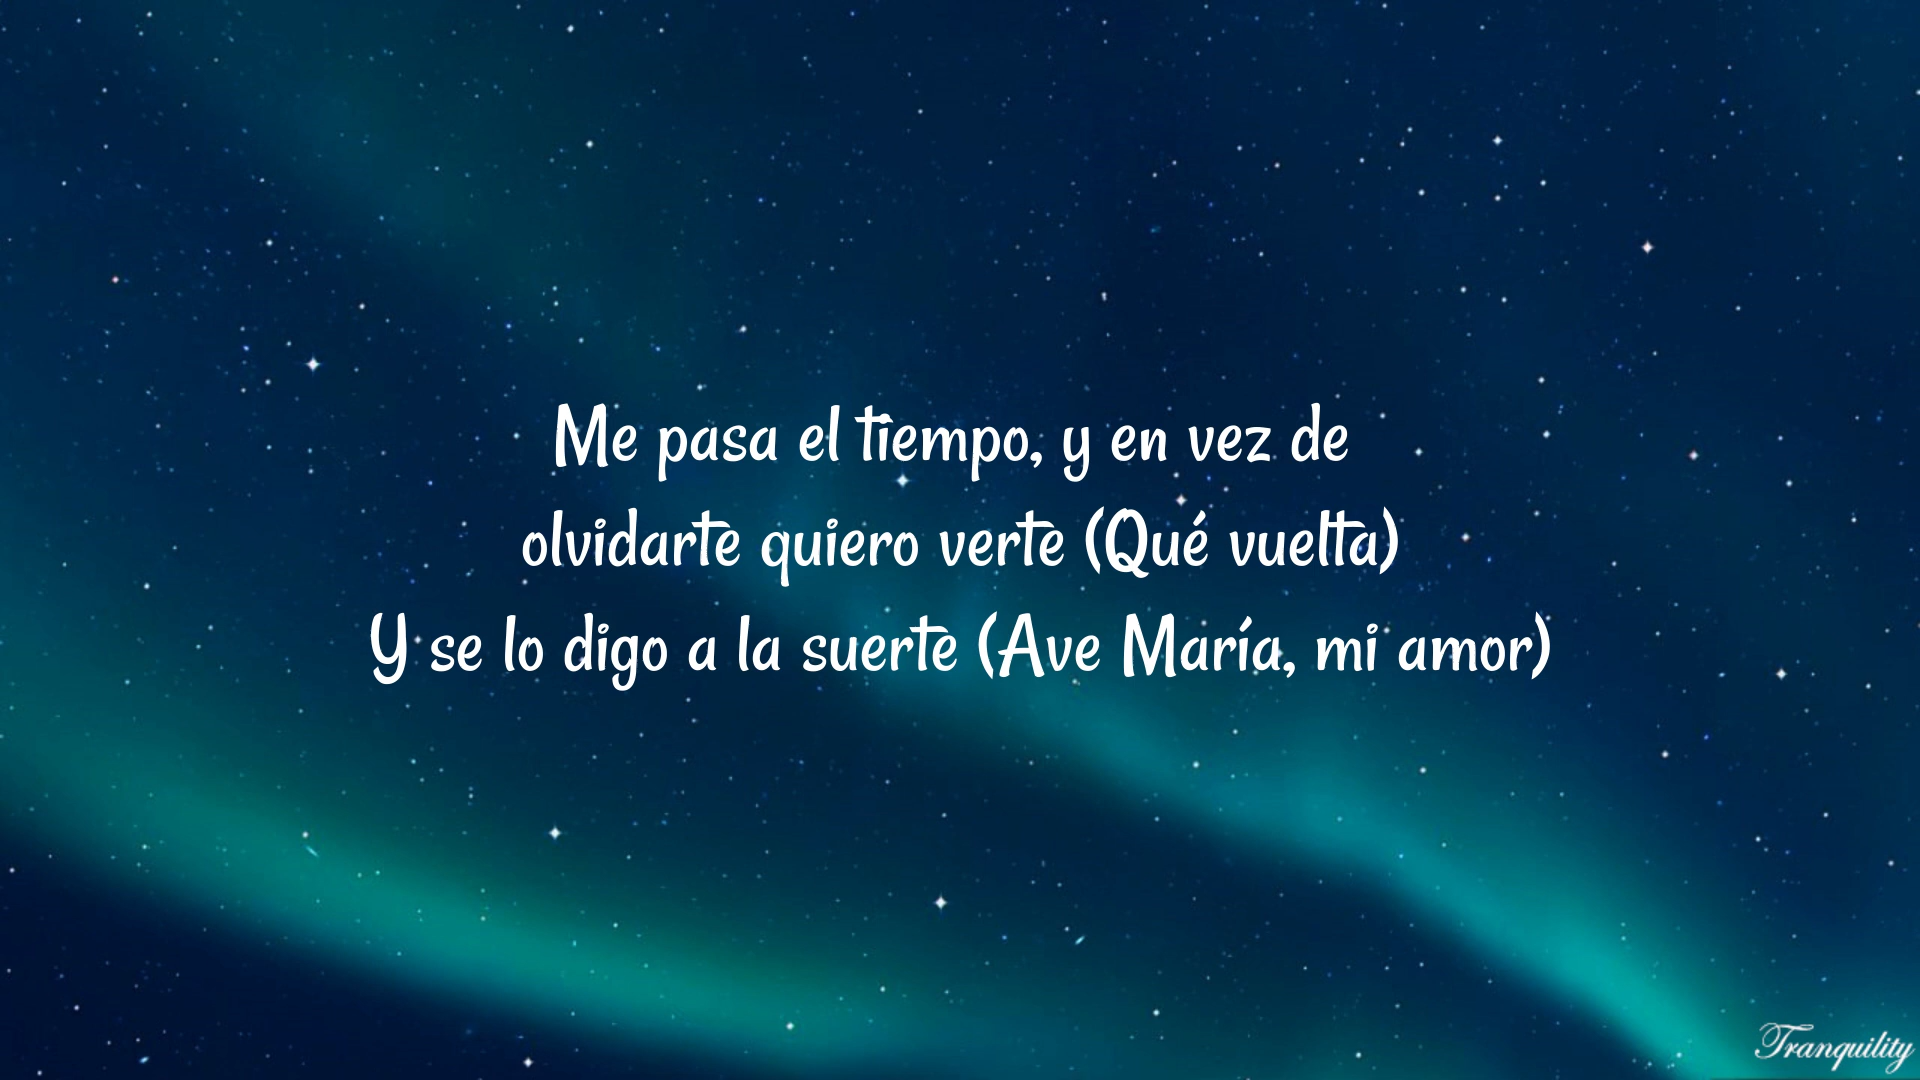 Me pasa el tiempo, y en vez de
olvidarte quiero verte (Qué vuelta)
Y se lo digo a la suerte (Ave María, mi amor)
Tranquility